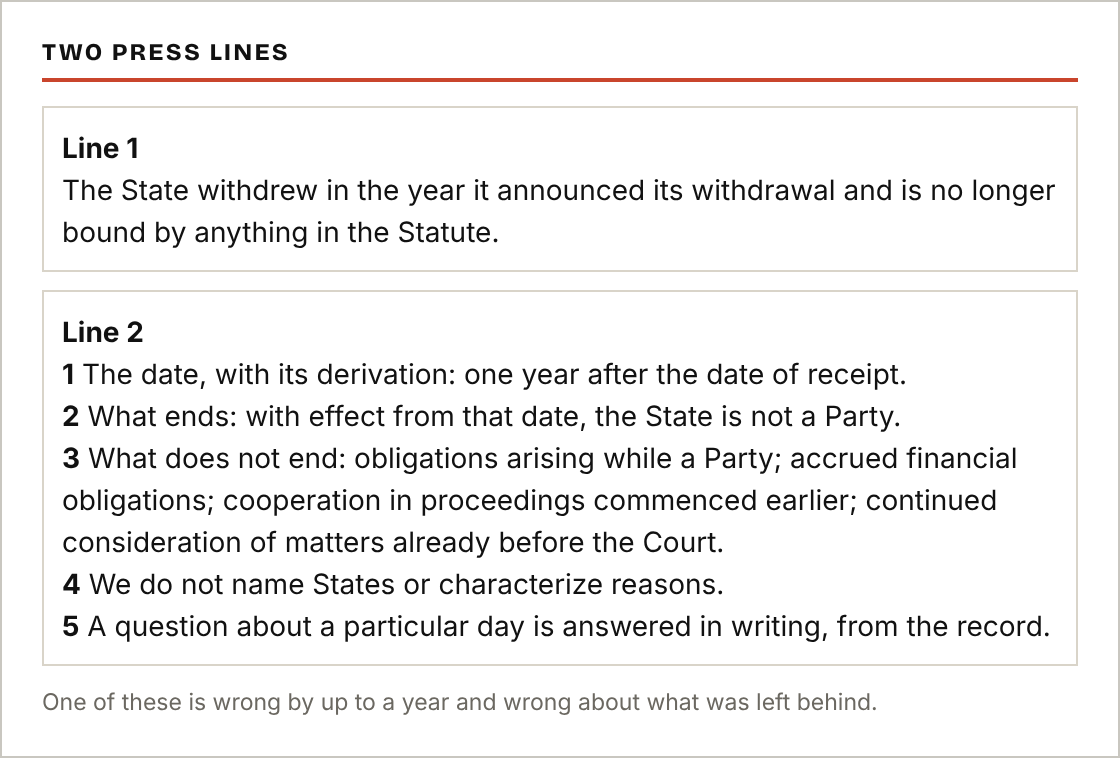 TWO PRESS LINES
Line 1
The State withdrew in the year it announced its withdrawal and is no longer
bound by anything in the Statute.
Line 2
1 The date, with its derivation: one year after the date of receipt.
2 What ends: with effect from that date, the State is not a Party.
3 What does not end: obligations arising while a Party; accrued financial
obligations; cooperation in proceedings commenced earlier; continued
consideration of matters already before the Court.
4 We do not name States or characterize reasons.
5 A question about a particular day is answered in writing, from the record.
One of these is wrong by up to a year and wrong about what was left behind.